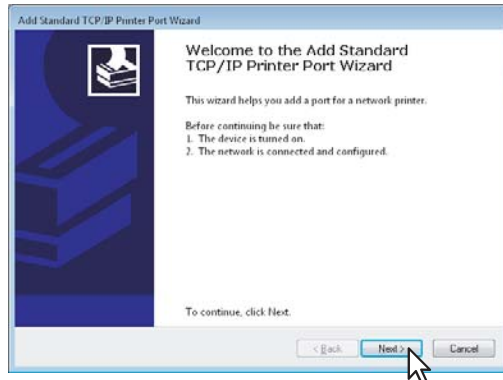 Add Standard TCP/IP Printer Port Wizard
Welcome to the Add Standard
TCP/IP Printer Port Wizard
This wizard helps you add a port for a network printer.
Before continuing be sure that:
1. The device is turned on.
2. The network is connected and configured.
To continue, click Next.
< Back Next > Cancel